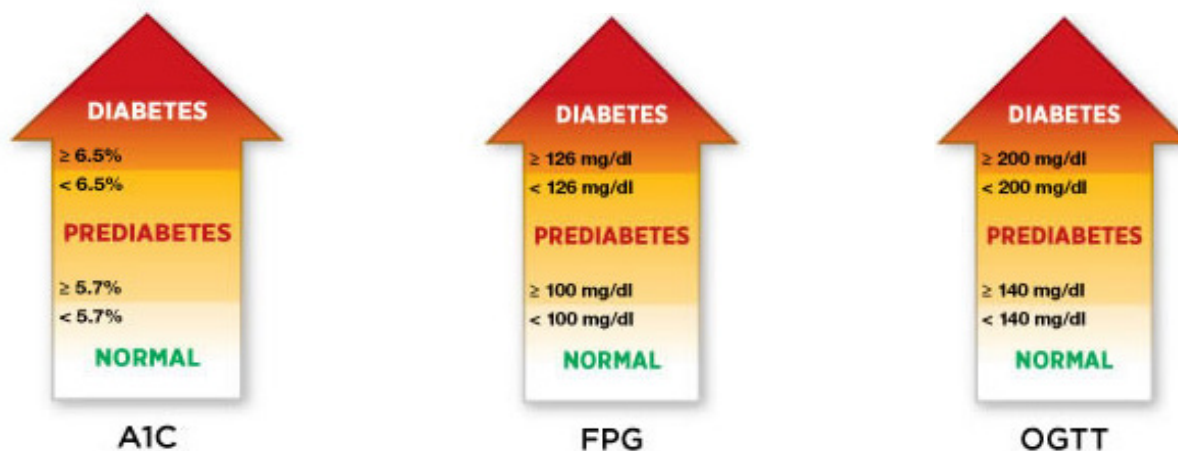 DIABETES
≥ 6.5%
< 6.5%
PREDIABETES
≥ 5.7%
< 5.7%
NORMAL
A1C
DIABETES
≥ 126 mg/dl
< 126 mg/dl
PREDIABETES
≥ 100 mg/dl
< 100 mg/dl
NORMAL
FPG
DIABETES
≥ 200 mg/dl
< 200 mg/dl
PREDIABETES
≥ 140 mg/dl
< 140 mg/dl
NORMAL
OGTT